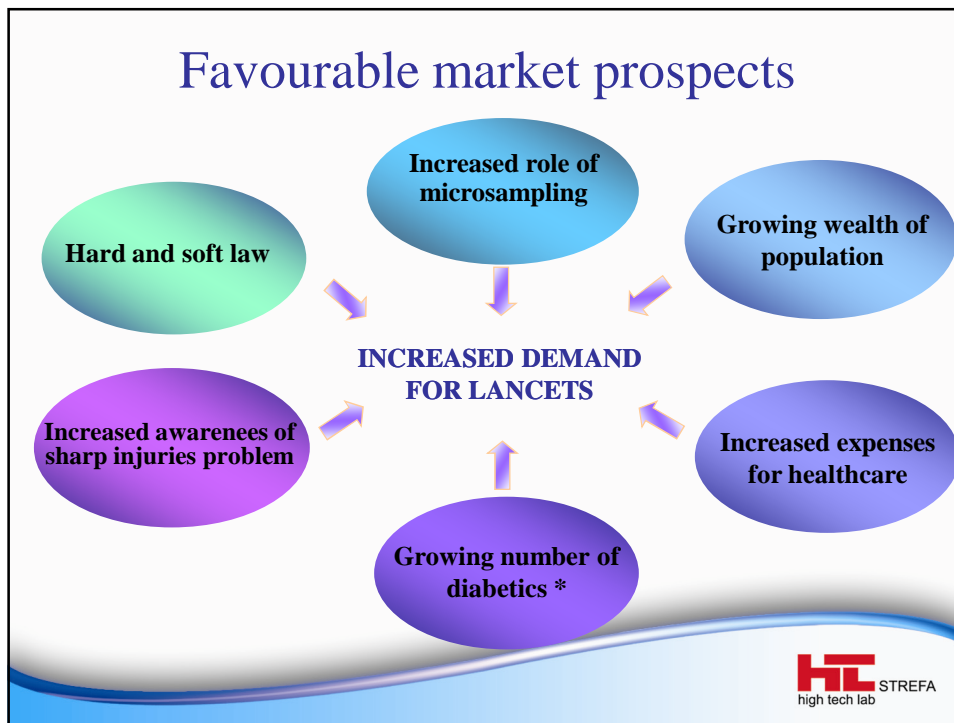 Favourable market prospects
Increased role of
microsampling
Hard and soft law
Growing wealth of
population
INCREASED DEMAND
FOR LANCETS
Increased awarenees of
sharp injuries problem
Increased expenses
for healthcare
Growing number of
diabetics *
HTL STREFA
high tech lab